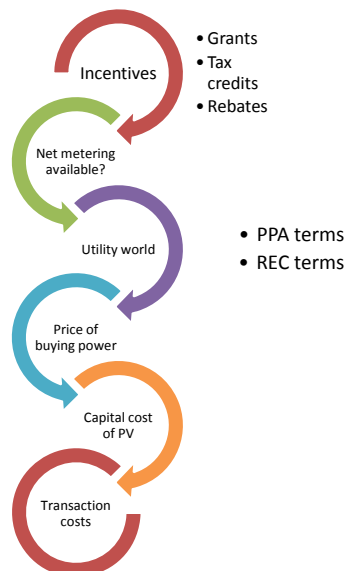 Incentives
• Grants
• Tax
credits
• Rebates
Net metering
available?
Utility world
• PPA terms
• REC terms
Price of
buying power
Capital cost
of PV
Transaction
costs